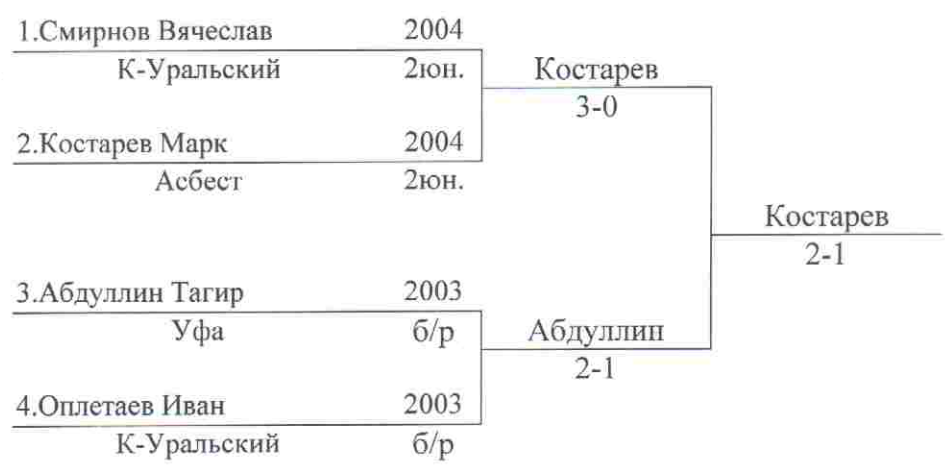 1.Смирнов Вячеслав 2004
К-Уральский 2юн.
Костарев
3-0
2.Костарев Марк 2004
Асбест 2юн.
Костарев
2-1
3.Абдуллин Тагир 2003
Уфа б/р
Абдуллин
2-1
4.Оплетаев Иван 2003
К-Уральский б/р